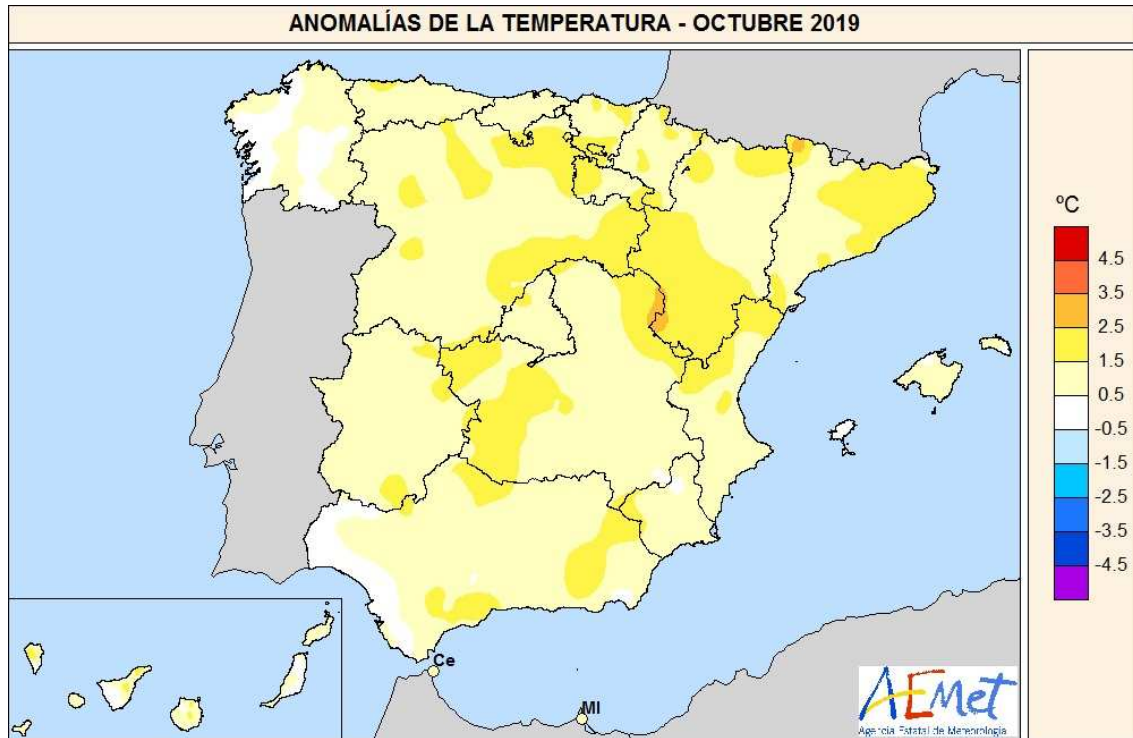 ANOMALÍAS DE LA TEMPERATURA - OCTUBRE 2019
ºC
4.5
3.5
2.5
1.5
0.5
-0.5
-1.5
-2.5
-3.5
-4.5
Ce
Ml
AEMet
Agencia Estatal de Meteorología